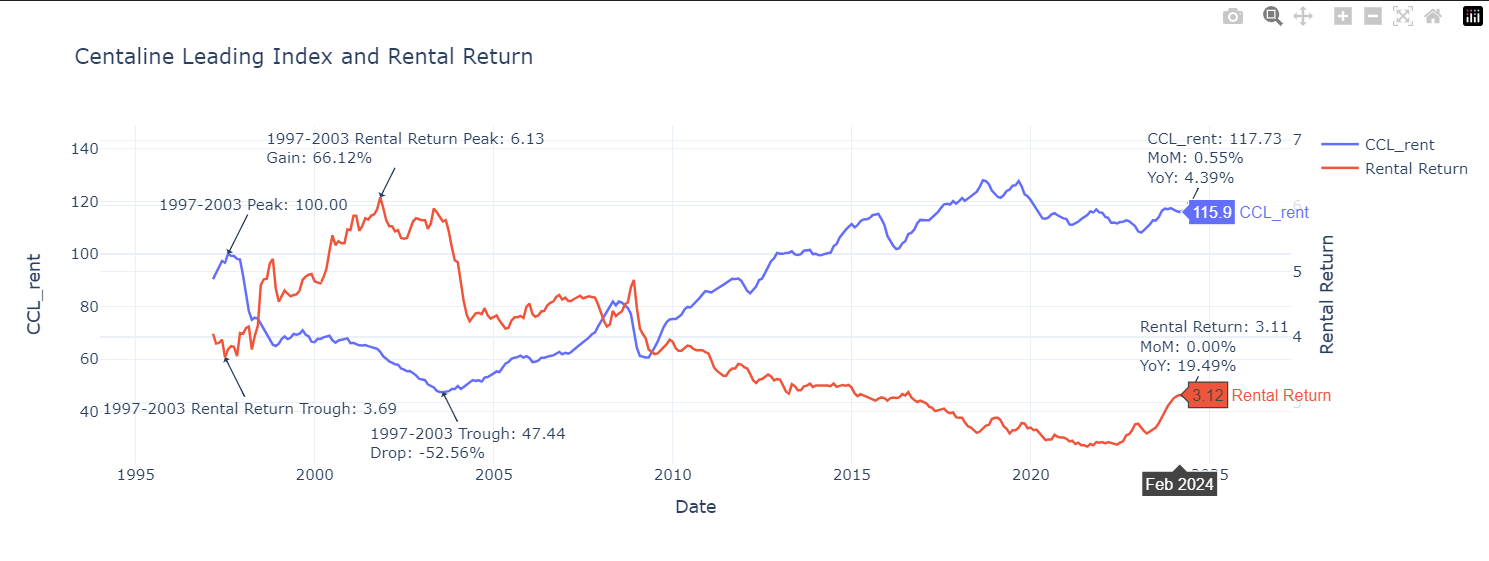 Centaline Leading Index and Rental Return
1997-2003 Rental Return Peak: 6.13
Gain: 66.12%
CCL_rent: 117.73
MoM: 0.55%
YoY: 4.39%
7
CCL_rent
Rental Return
140
120
100
80
60
40
1997-2003 Peak: 100.00
6
115.9
CCL_rent
5
4
CCL_rent
Rental Return
Rental Return: 3.11
MoM: 0.00%
YoY: 19.49%
3.12
Rental Return
1997-2003 Rental Return Trough: 3.69
1997-2003 Trough: 47.44
Drop: -52.56%
1995
2000
2005
2010
2015
2020
Feb 2024
Date